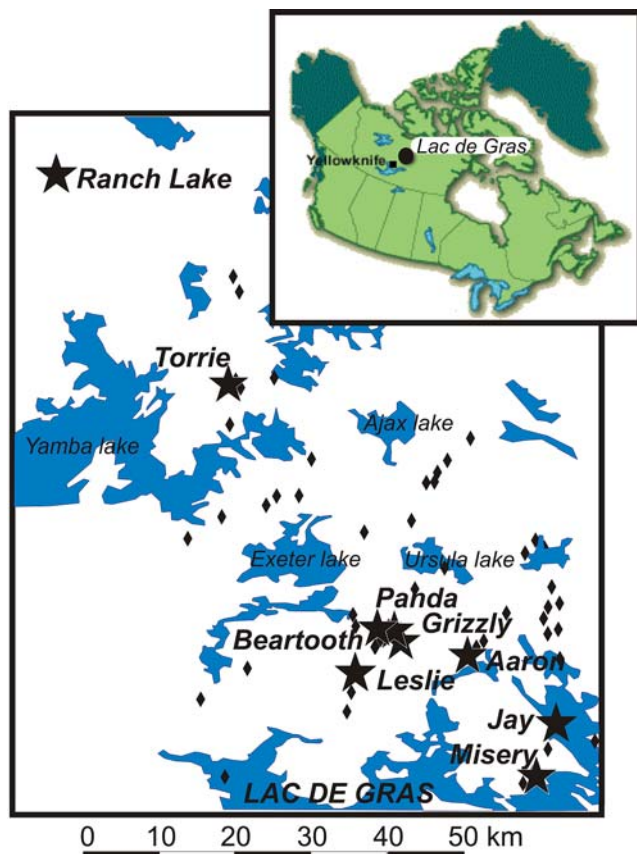 Lac de Gras
Yellowknife
Ranch Lake
Torrie
Yamba lake
Ajax lake
Exeter lake
Ursula lake
Panda
Grizzly
Beartooth
Aaron
Leslie
Jay
Misery
LAC DE GRAS
0 10 20 30 40 50 km